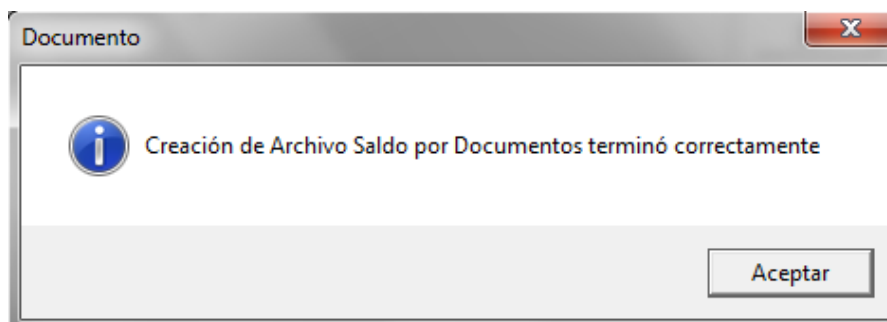 Documento
Creación de Archivo Saldo por Documentos terminó correctamente
Aceptar